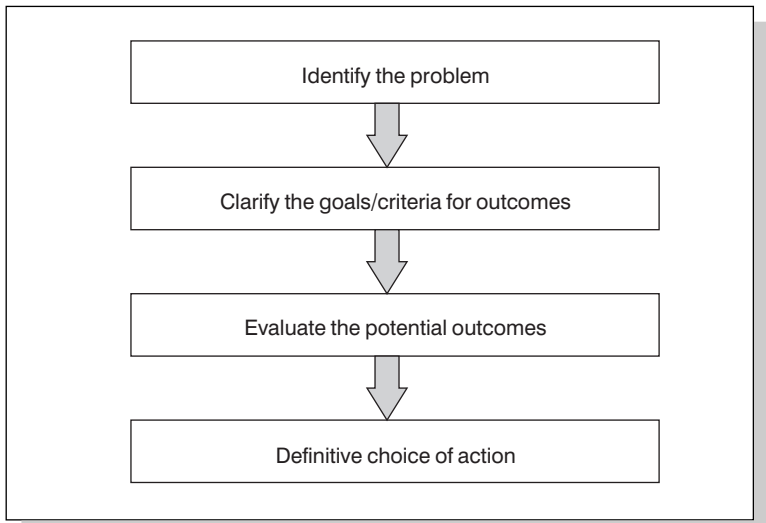 Identify the problem
Clarify the goals/criteria for outcomes
Evaluate the potential outcomes
Definitive choice of action